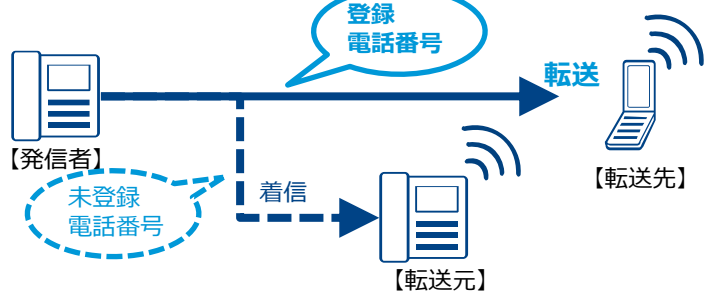 登録
電話番号
転送
【発信者】
【転送先】
未登録
電話番号
着信
【転送元】